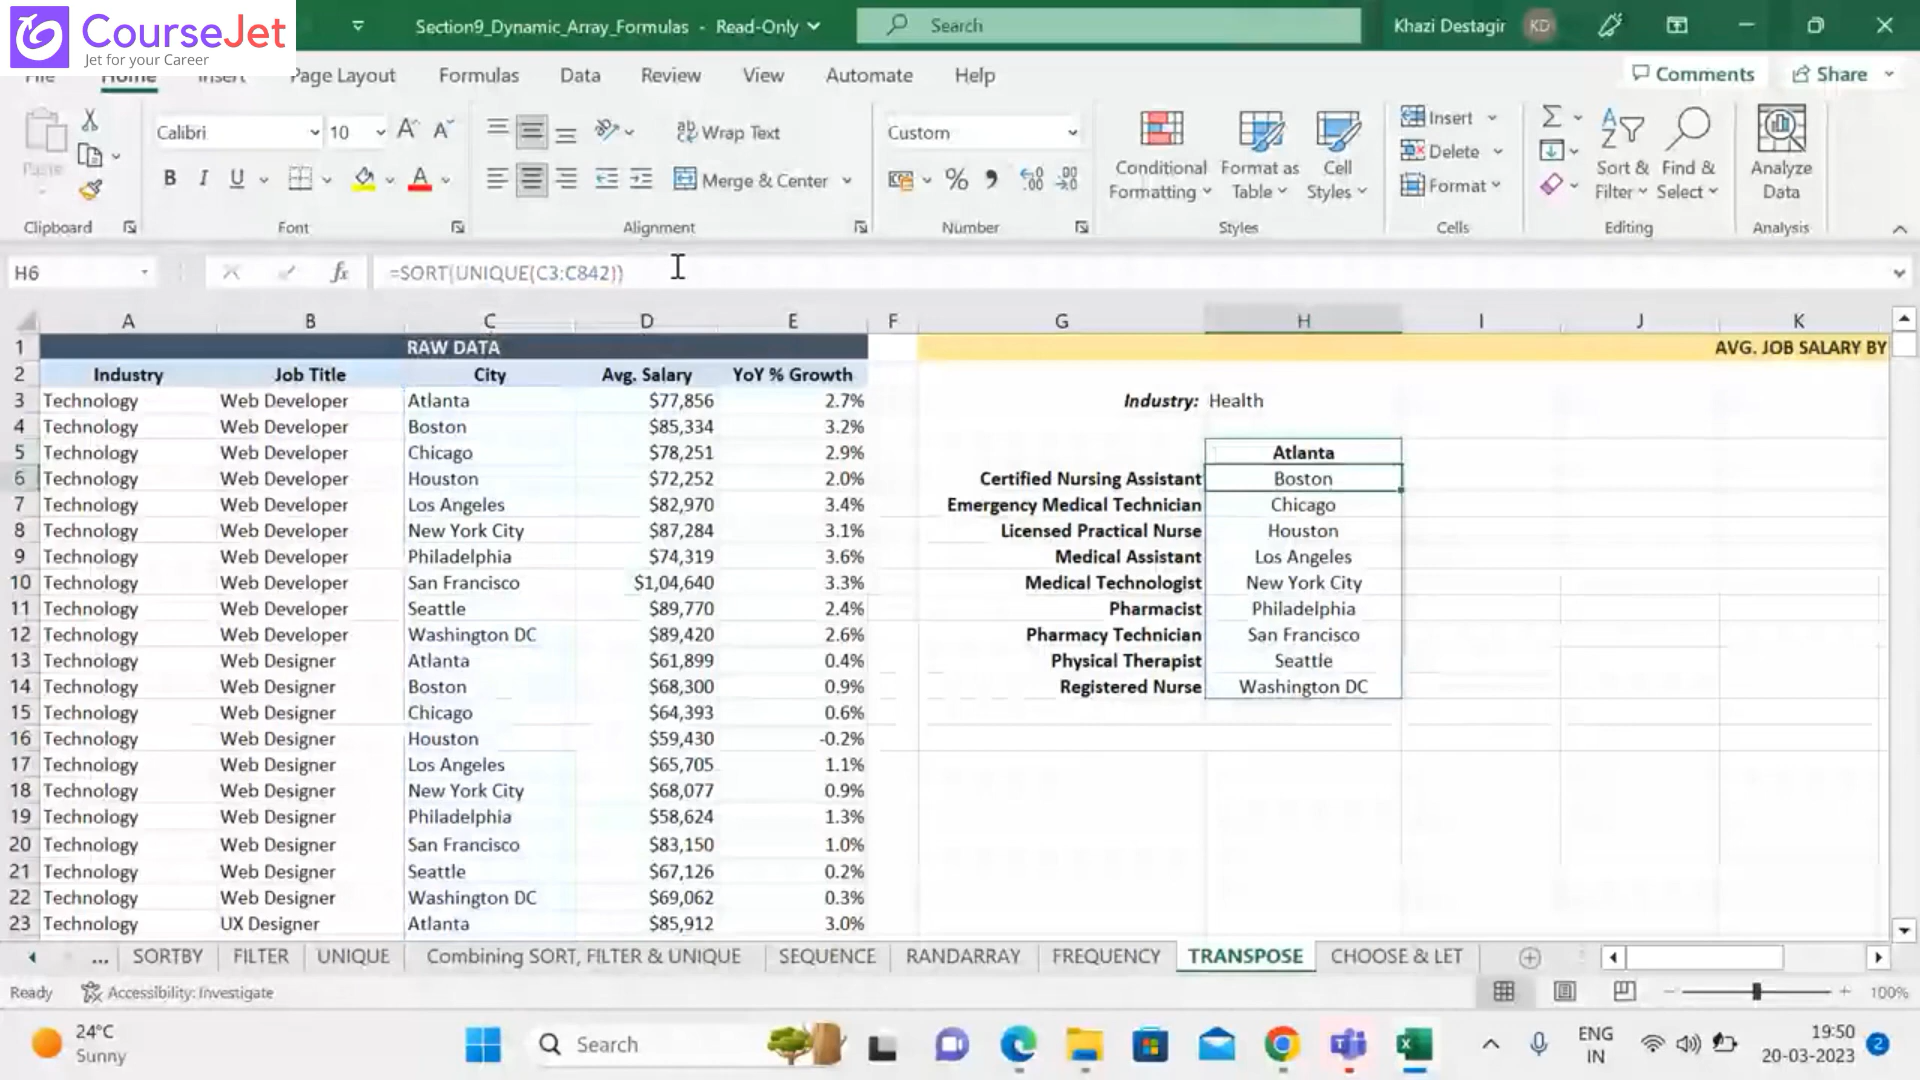 CourseJet
Jet for your Career
Section9_Dynamic_Array_Formulas - Read-Only
Search
Khazi Destagir KD
File Home Insert Page Layout Formulas Data Review View Automate Help
Comments Share
Paste
Calibri 10
B I U
Wrap Text
Merge & Center
Custom
Conditional Formatting
Format as Table
Cell Styles
Insert
Delete
Format
Sort & Filter
Find & Select
Analyze Data
Clipboard Font Alignment Number Styles Cells Editing Analysis
H6 fx =SORT(UNIQUE(C3:C842))
A B C D E F G H I J K
1 RAW DATA AVG. JOB SALARY BY
2 Industry Job Title City Avg. Salary YoY % Growth
3 Technology Web Developer Atlanta $77,856 2.7% Industry: Health
4 Technology Web Developer Boston $85,334 3.2%
5 Technology Web Developer Chicago $78,251 2.9% Atlanta
6 Technology Web Developer Houston $72,252 2.0% Certified Nursing Assistant Boston
7 Technology Web Developer Los Angeles $82,970 3.4% Emergency Medical Technician Chicago
8 Technology Web Developer New York City $87,284 3.1% Licensed Practical Nurse Houston
9 Technology Web Developer Philadelphia $74,319 3.6% Medical Assistant Los Angeles
10 Technology Web Developer San Francisco $1,04,640 3.3% Medical Technologist New York City
11 Technology Web Developer Seattle $89,770 2.4% Pharmacist Philadelphia
12 Technology Web Developer Washington DC $89,420 2.6% Pharmacy Technician San Francisco
13 Technology Web Designer Atlanta $61,899 0.4% Physical Therapist Seattle
14 Technology Web Designer Boston $68,300 0.9% Registered Nurse Washington DC
15 Technology Web Designer Chicago $64,393 0.6%
16 Technology Web Designer Houston $59,430 -0.2%
17 Technology Web Designer Los Angeles $65,705 1.1%
18 Technology Web Designer New York City $68,077 0.9%
19 Technology Web Designer Philadelphia $58,624 1.3%
20 Technology Web Designer San Francisco $83,150 1.0%
21 Technology Web Designer Seattle $67,126 0.2%
22 Technology Web Designer Washington DC $69,062 0.3%
23 Technology UX Designer Atlanta $85,912 3.0%
... SORTBY FILTER UNIQUE Combining SORT, FILTER & UNIQUE SEQUENCE RANDARRAY FREQUENCY TRANSPOSE CHOOSE & LET
Ready Accessibility: Investigate 100%
24°C
Sunny
Search
ENG
IN
19:50
20-03-2023
2